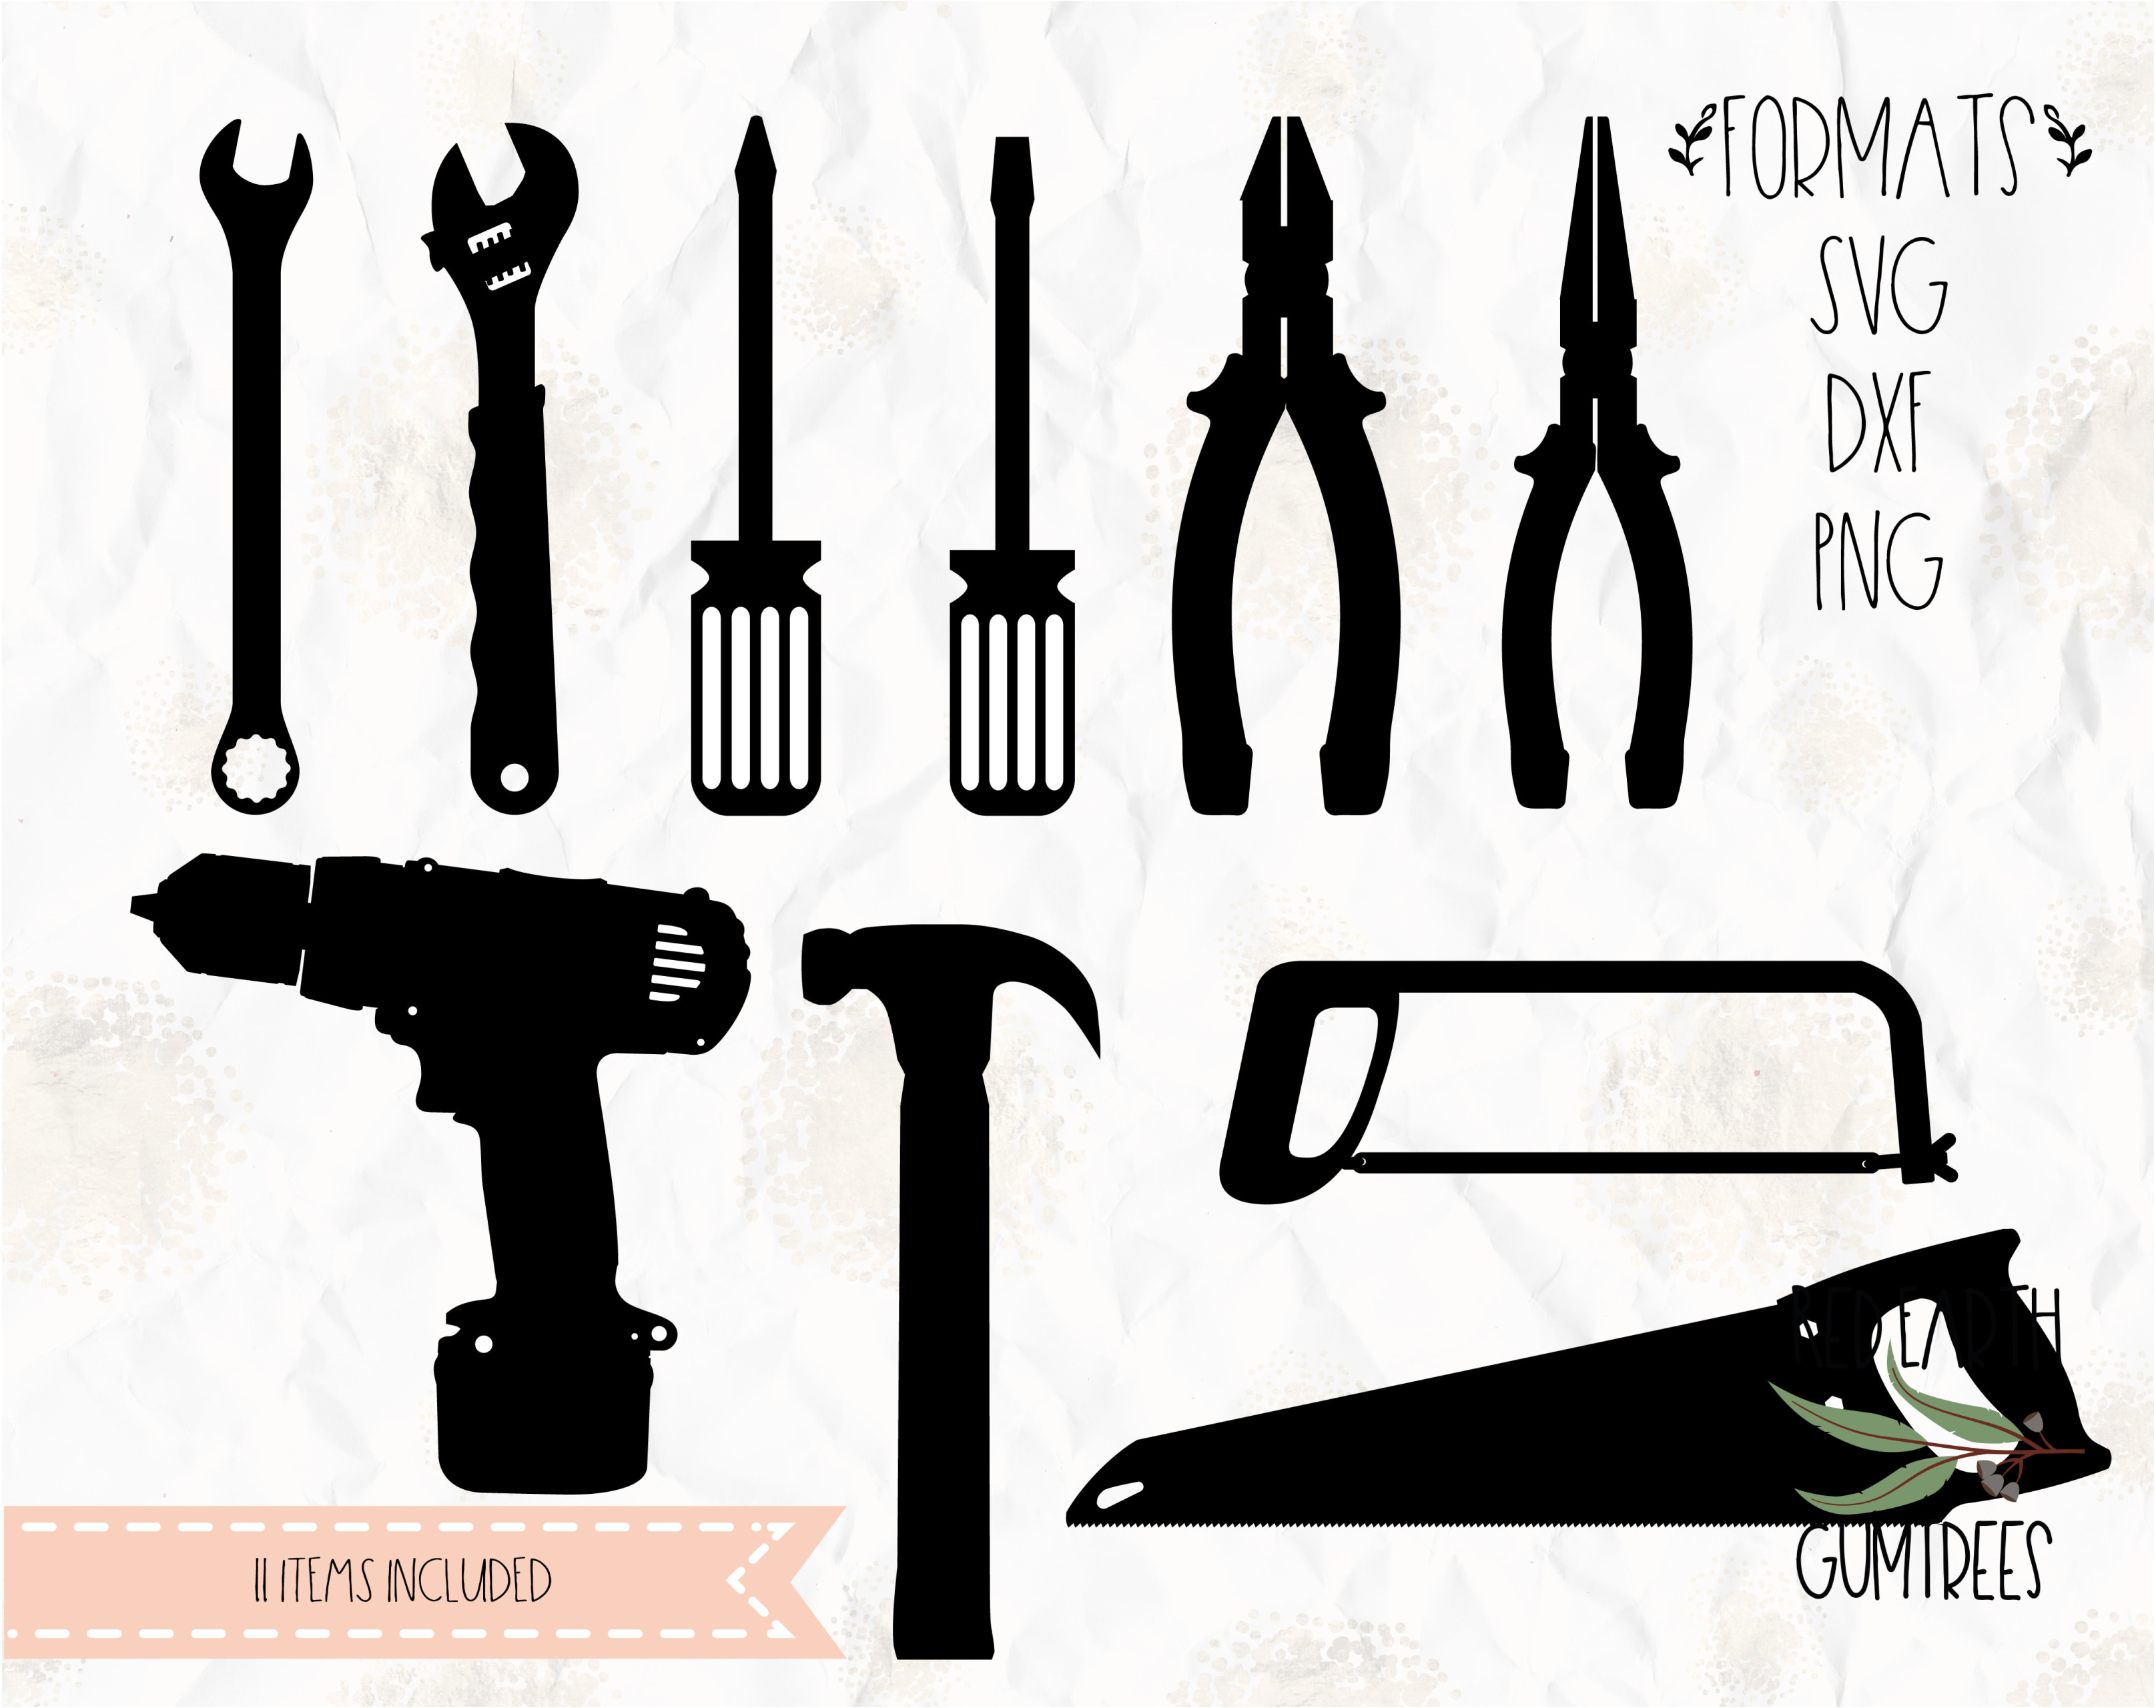 FORMATS
SVG
DXF
PNG
RED EARTH
GUMTREES
11 ITEMS INCLUDED